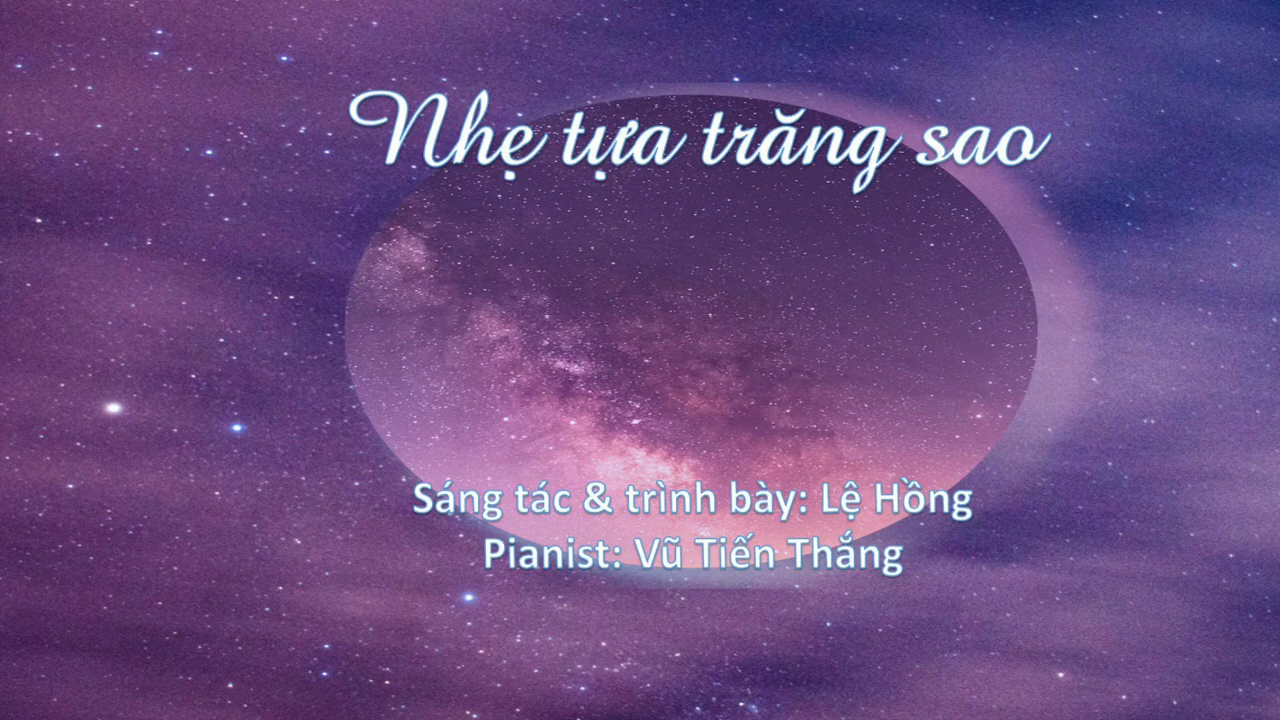 Nhẹ tựa trăng sao
Sáng tác & trình bày: Lệ Hồng
Pianist: Vũ Tiến Thắng